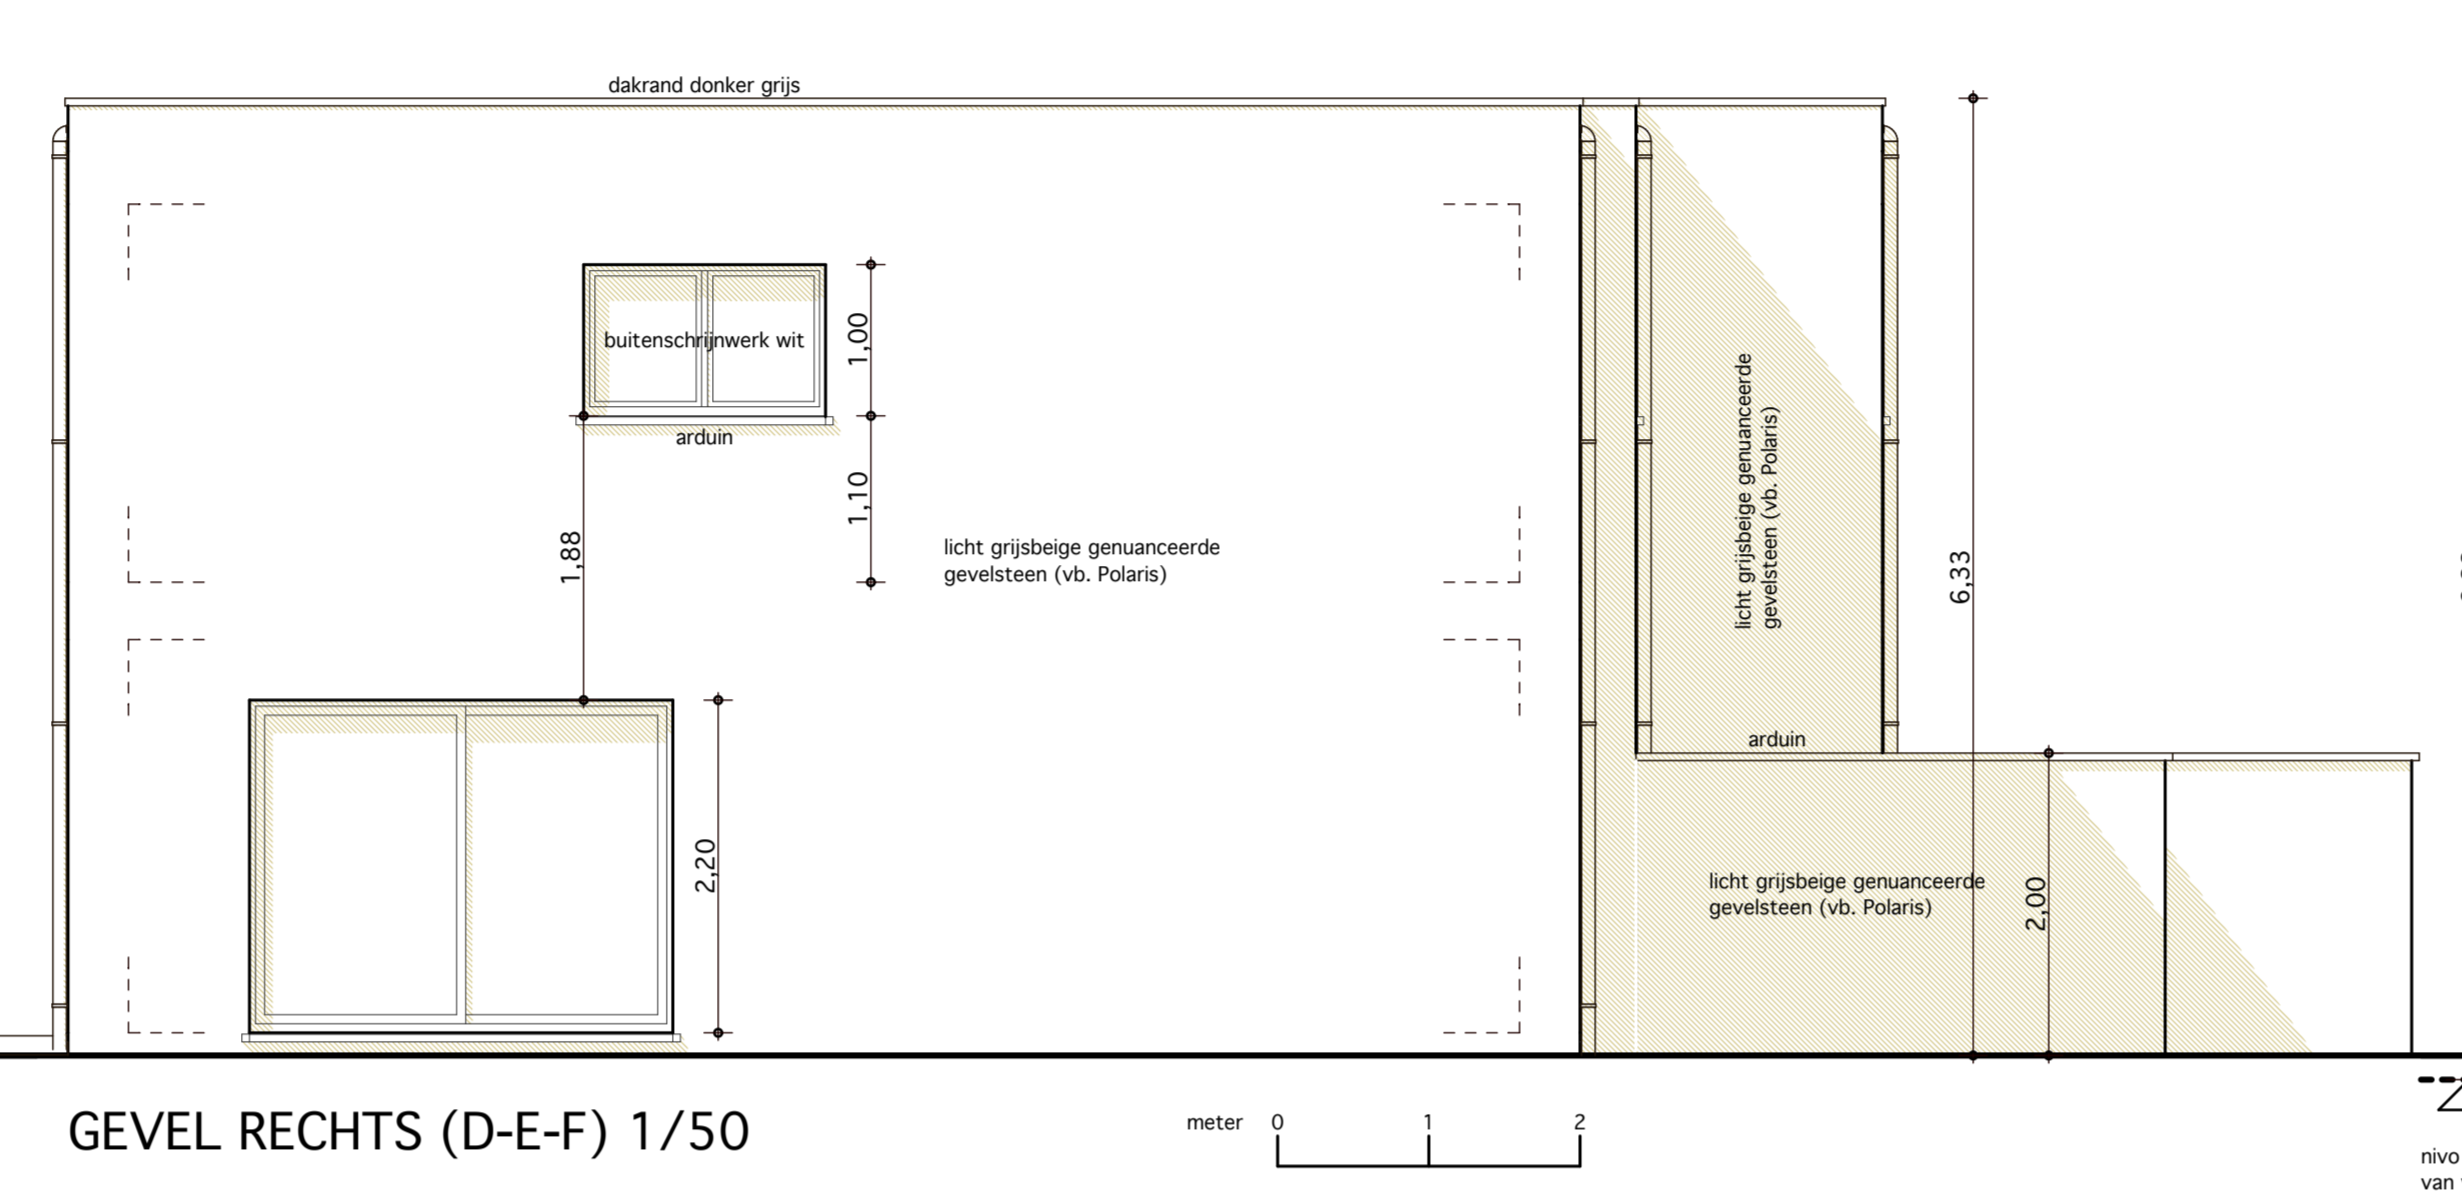 dakrand donker grijs
buitenschrijnwerk wit
1,00
arduin
1,10
1,88
licht grijsbeige genuanceerde
gevelsteen (vb. Polaris)
licht grijsbeige genuanceerde
gevelsteen (vb. Polaris)
6,33
arduin
2,20
licht grijsbeige genuanceerde
gevelsteen (vb. Polaris)
2,00
GEVEL RECHTS (D-E-F) 1/50
meter 0 1 2
nivo
van